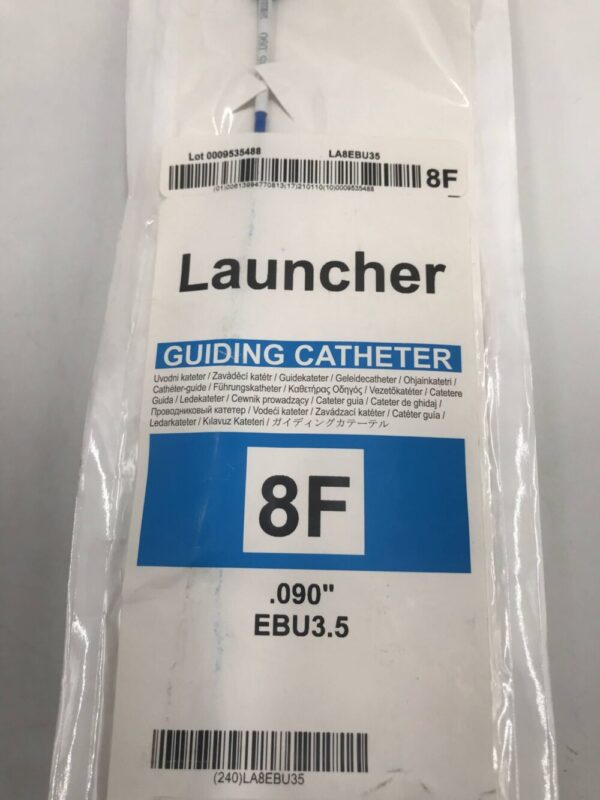 Lot 0009535488 LA8EBU35
8F
(01)00613994770813(17)210110(10)0009535488
Launcher
GUIDING CATHETER
Uvodni kateter / Zaváděcí katétr / Guidekateter / Geleidecatheter / Ohjainkatetri /
Cathéter-guide / Führungskatheter / Καθετήρας Οδηγός / Vezetőkatéter / Catetere
Guida / Ledekateter / Cewnik prowadzący / Cateter guia / Cateter de ghidaj /
Проводниковый катетер / Vodeći kateter / Zavádzací katéter / Catéter guía /
Ledarkateter / Kılavuz Kateteri / ガイディングカテーテル
8F
.090"
EBU3.5
(240)LA8EBU35